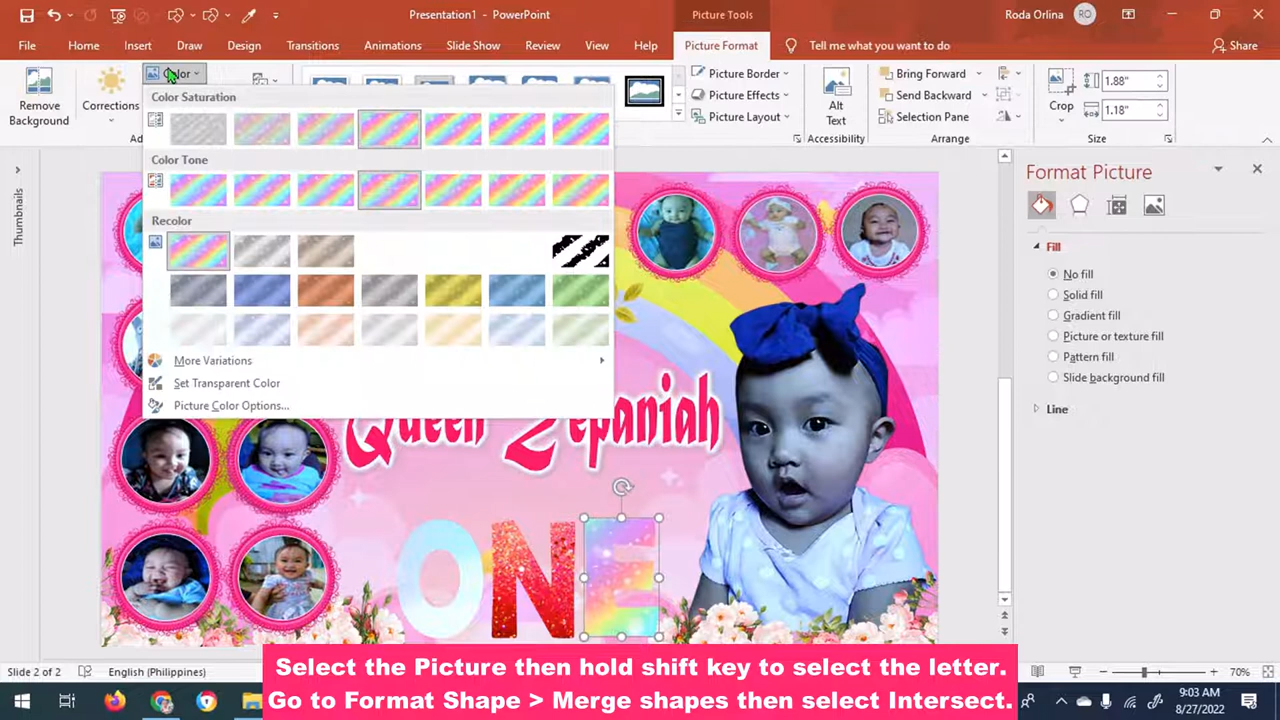 Presentation1 - PowerPoint
Picture Tools
Roda Orlina
RO
File
Home
Insert
Draw
Design
Transitions
Animations
Slide Show
Review
View
Help
Picture Format
Tell me what you want to do
Share
Remove
Background
Corrections
Color
Picture Border
Picture Effects
Picture Layout
Alt
Text
Accessibility
Bring Forward
Send Backward
Selection Pane
Crop
1.88"
1.18"
Size
Color Saturation
Color Tone
Recolor
More Variations
Set Transparent Color
Picture Color Options...
Thumbnails
Queen Zepaniah
ONE
Format Picture
Fill
No fill
Solid fill
Gradient fill
Picture or texture fill
Pattern fill
Slide background fill
Line
Select the Picture then hold shift key to select the letter.
Go to Format Shape > Merge shapes then select Intersect.
Slide 2 of 2
English (Philippines)
70%
9:03 AM
8/27/2022